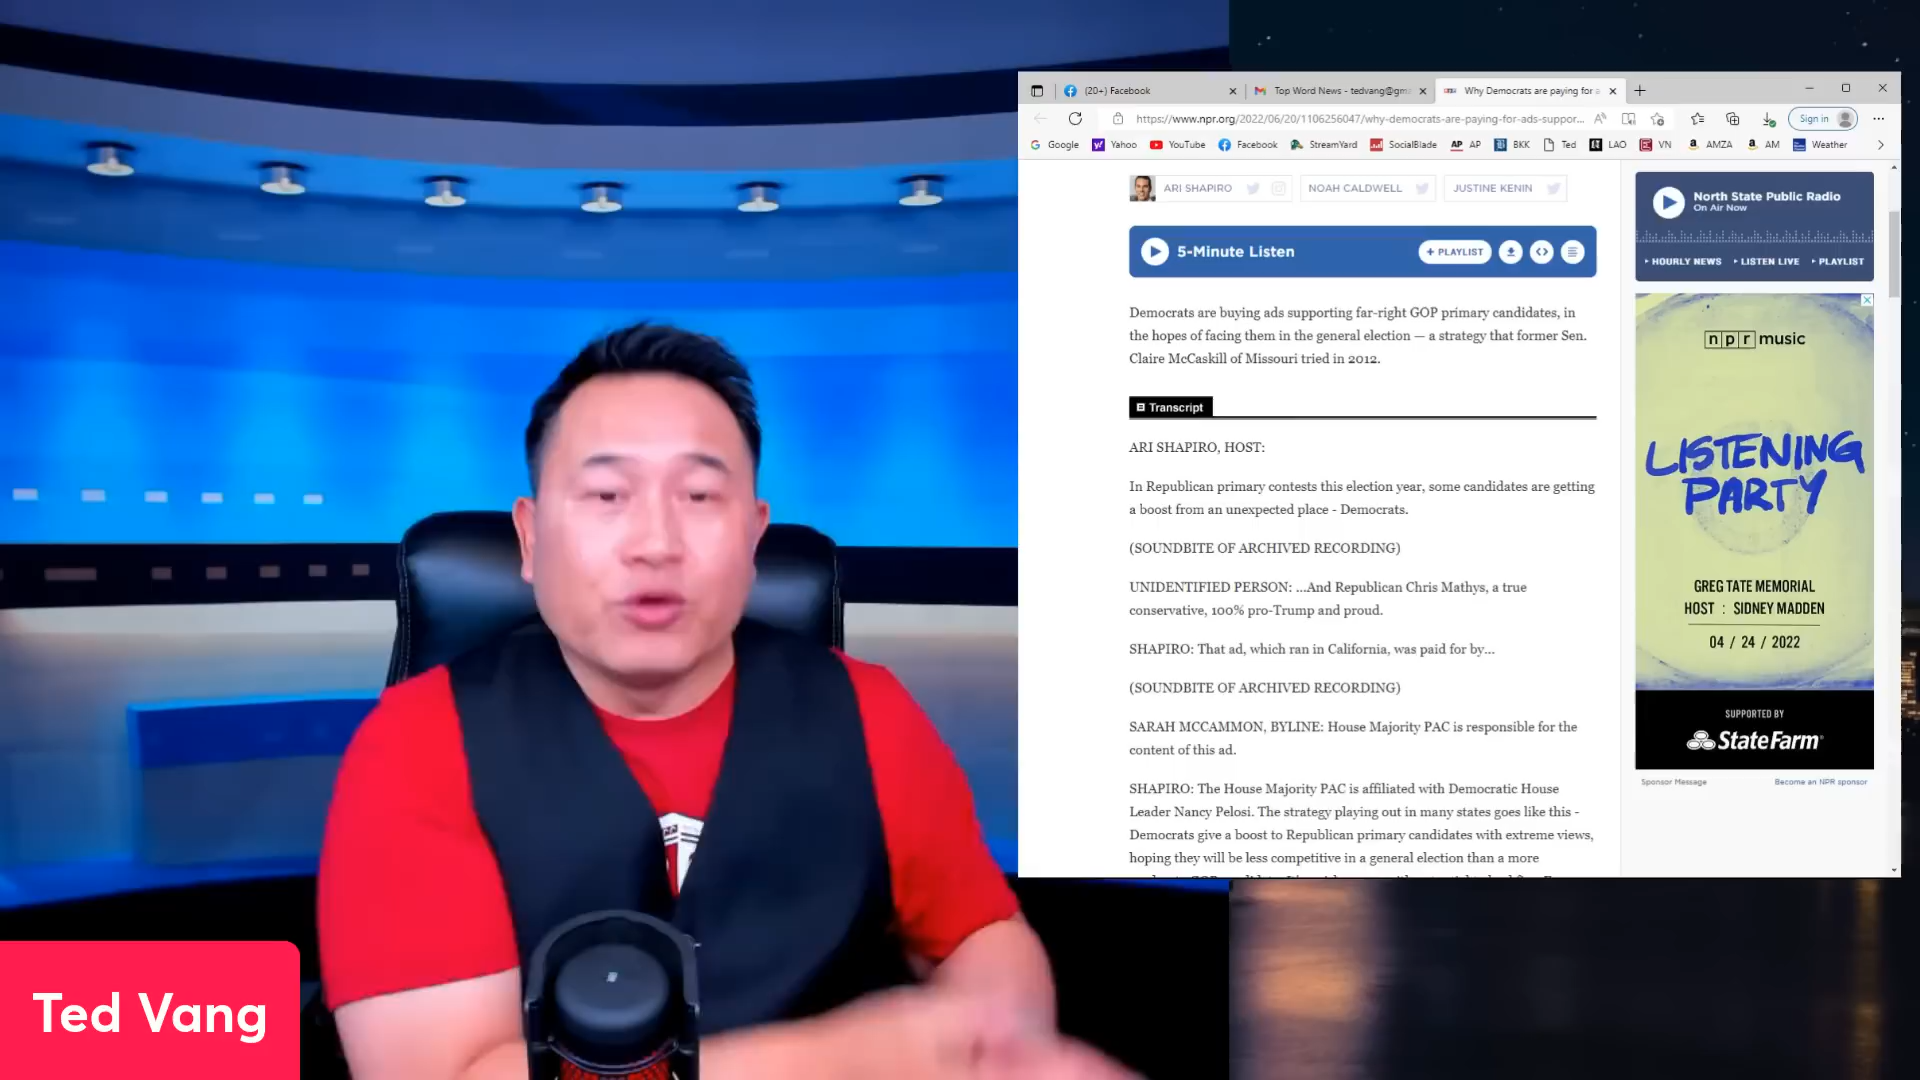 (20+) Facebook
Top Word News - tedvang@gm
Why Democrats are paying for a
https://www.npr.org/2022/06/20/1106256047/why-democrats-are-paying-for-ads-suppor...
Sign in
Google
Yahoo
YouTube
Facebook
StreamYard
SocialBlade
AP AP
BKK
Ted
LAO
VN
AMZA
AM
Weather
ARI SHAPIRO
NOAH CALDWELL
JUSTINE KENIN
5-Minute Listen
+ PLAYLIST
Democrats are buying ads supporting far-right GOP primary candidates, in
the hopes of facing them in the general election — a strategy that former Sen.
Claire McCaskill of Missouri tried in 2012.
Transcript
ARI SHAPIRO, HOST:
In Republican primary contests this election year, some candidates are getting
a boost from an unexpected place - Democrats.
(SOUNDBITE OF ARCHIVED RECORDING)
UNIDENTIFIED PERSON: ...And Republican Chris Mathys, a true
conservative, 100% pro-Trump and proud.
SHAPIRO: That ad, which ran in California, was paid for by...
(SOUNDBITE OF ARCHIVED RECORDING)
SARAH MCCAMMON, BYLINE: House Majority PAC is responsible for the
content of this ad.
SHAPIRO: The House Majority PAC is affiliated with Democratic House
Leader Nancy Pelosi. The strategy playing out in many states goes like this -
Democrats give a boost to Republican primary candidates with extreme views,
hoping they will be less competitive in a general election than a more
North State Public Radio
On Air Now
HOURLY NEWS
LISTEN LIVE
PLAYLIST
npr music
LISTENING
PARTY
GREG TATE MEMORIAL
HOST : SIDNEY MADDEN
04 / 24 / 2022
SUPPORTED BY
StateFarm
Sponsor Message
Become an NPR sponsor
Ted Vang